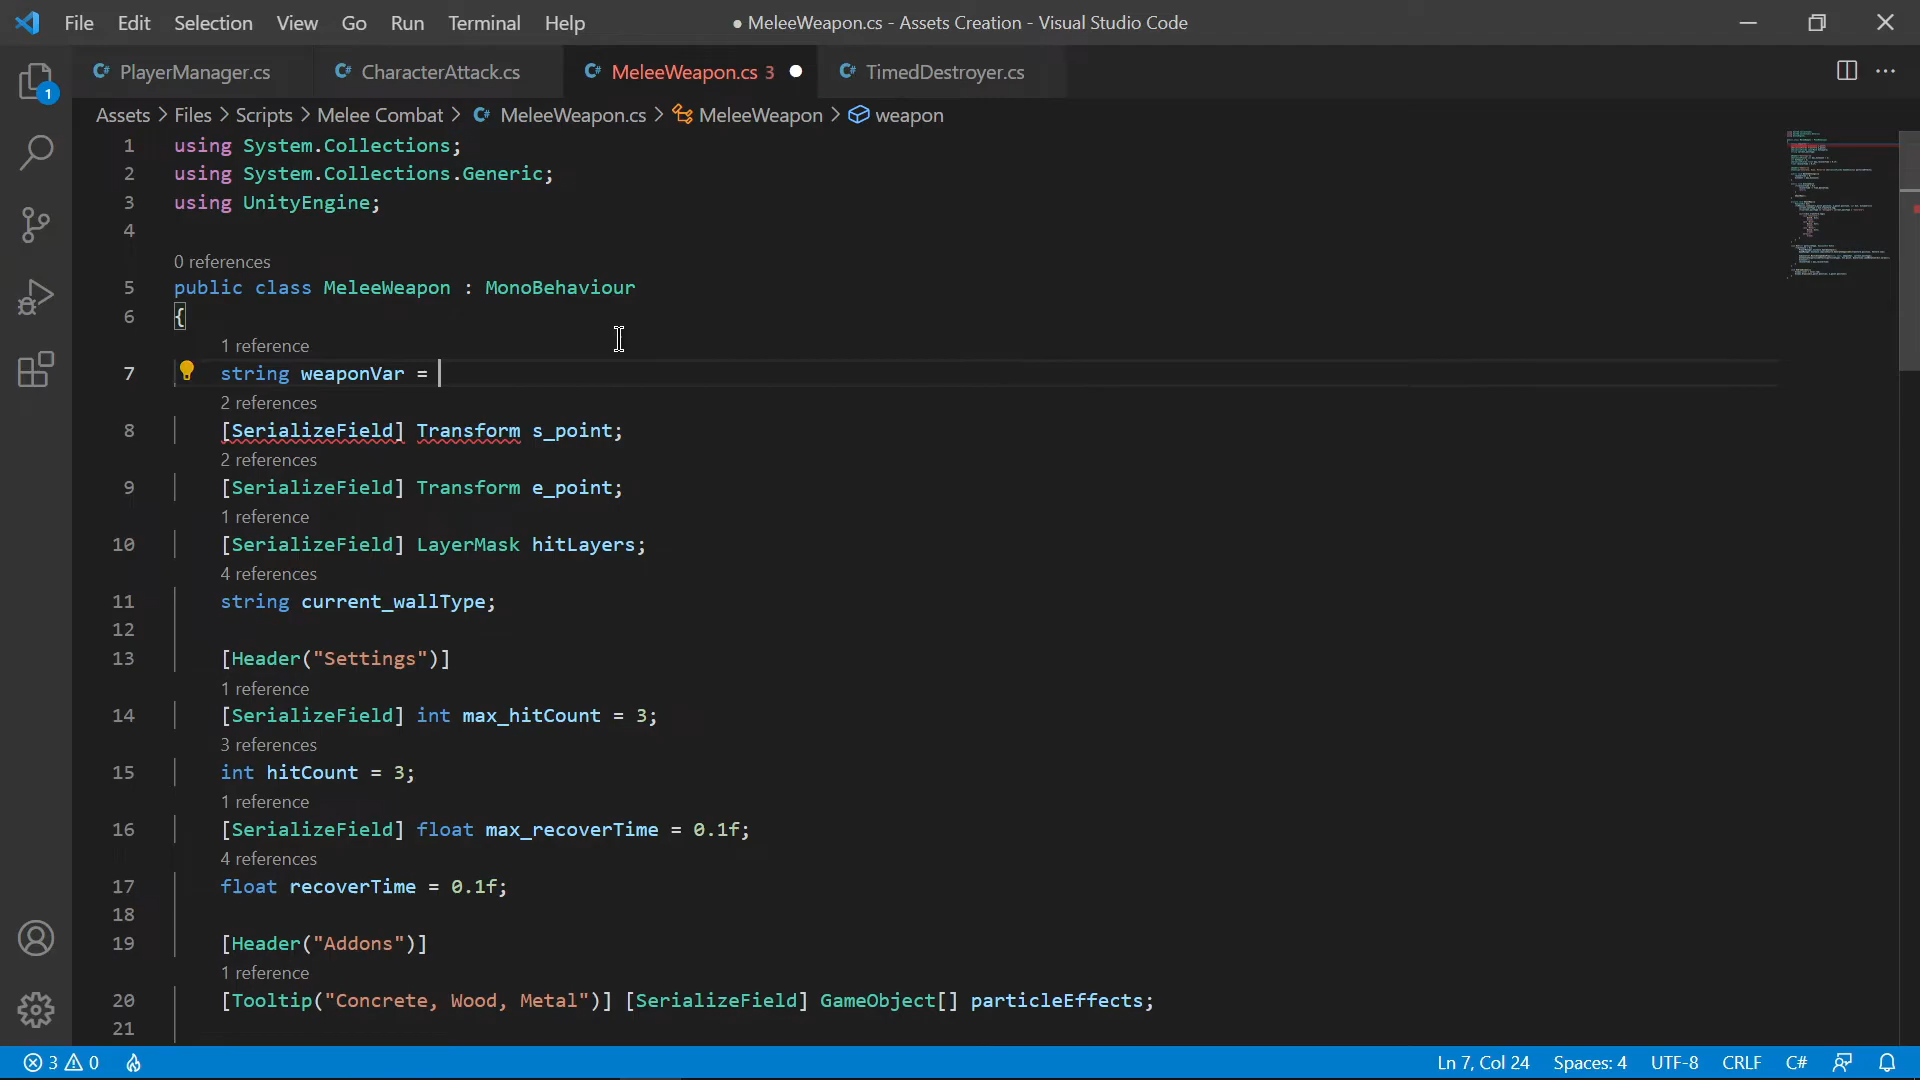 File Edit Selection View Go Run Terminal Help ● MeleeWeapon.cs - Assets Creation - Visual Studio Code
PlayerManager.cs CharacterAttack.cs MeleeWeapon.cs 3 TimedDestroyer.cs
Assets > Files > Scripts > Melee Combat > MeleeWeapon.cs > MeleeWeapon > weapon
1 using System.Collections;
2 using System.Collections.Generic;
3 using UnityEngine;
4
0 references
5 public class MeleeWeapon : MonoBehaviour
6 {
1 reference
7 string weaponVar =
2 references
8 [SerializeField] Transform s_point;
2 references
9 [SerializeField] Transform e_point;
1 reference
10 [SerializeField] LayerMask hitLayers;
4 references
11 string current_wallType;
12
13 [Header("Settings")]
1 reference
14 [SerializeField] int max_hitCount = 3;
3 references
15 int hitCount = 3;
1 reference
16 [SerializeField] float max_recoverTime = 0.1f;
4 references
17 float recoverTime = 0.1f;
18
19 [Header("Addons")]
1 reference
20 [Tooltip("Concrete, Wood, Metal")] [SerializeField] GameObject[] particleEffects;
21
1
3 0 Ln 7, Col 24 Spaces: 4 UTF-8 CRLF C#